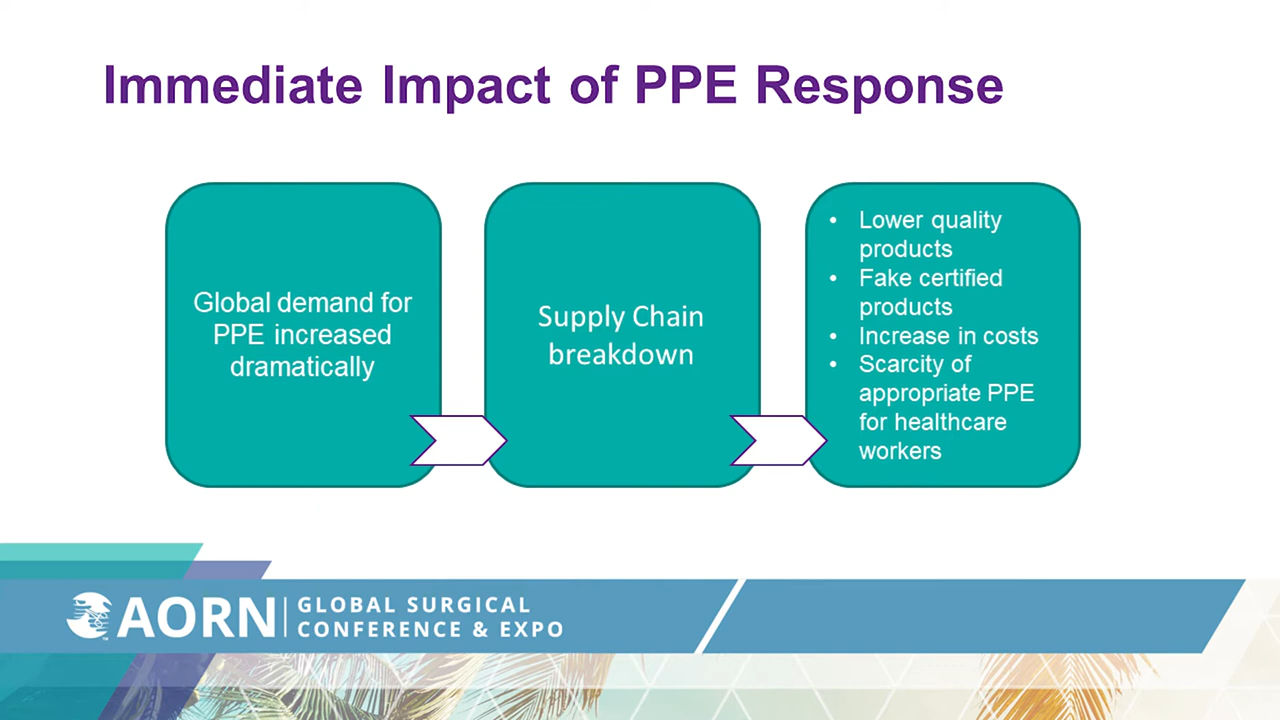 Immediate Impact of PPE Response
Global demand for
PPE increased
dramatically
Supply Chain
breakdown
• Lower quality
products
• Fake certified
products
• Increase in costs
• Scarcity of
appropriate PPE
for healthcare
workers
AORN
GLOBAL SURGICAL
CONFERENCE & EXPO